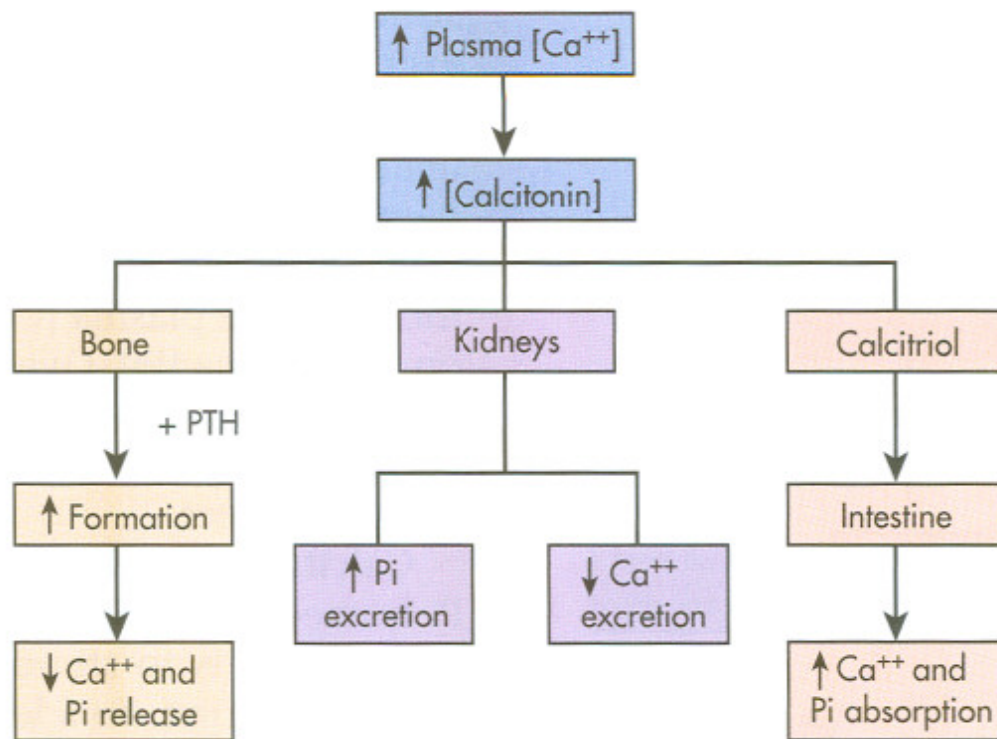 ↑ Plasma [Ca⁺⁺]
↑ [Calcitonin]
Bone
Kidneys
Calcitriol
+ PTH
↑ Formation
Intestine
↑ Pi
excretion
↓ Ca⁺⁺
excretion
↓ Ca⁺⁺ and
Pi release
↑ Ca⁺⁺ and
Pi absorption